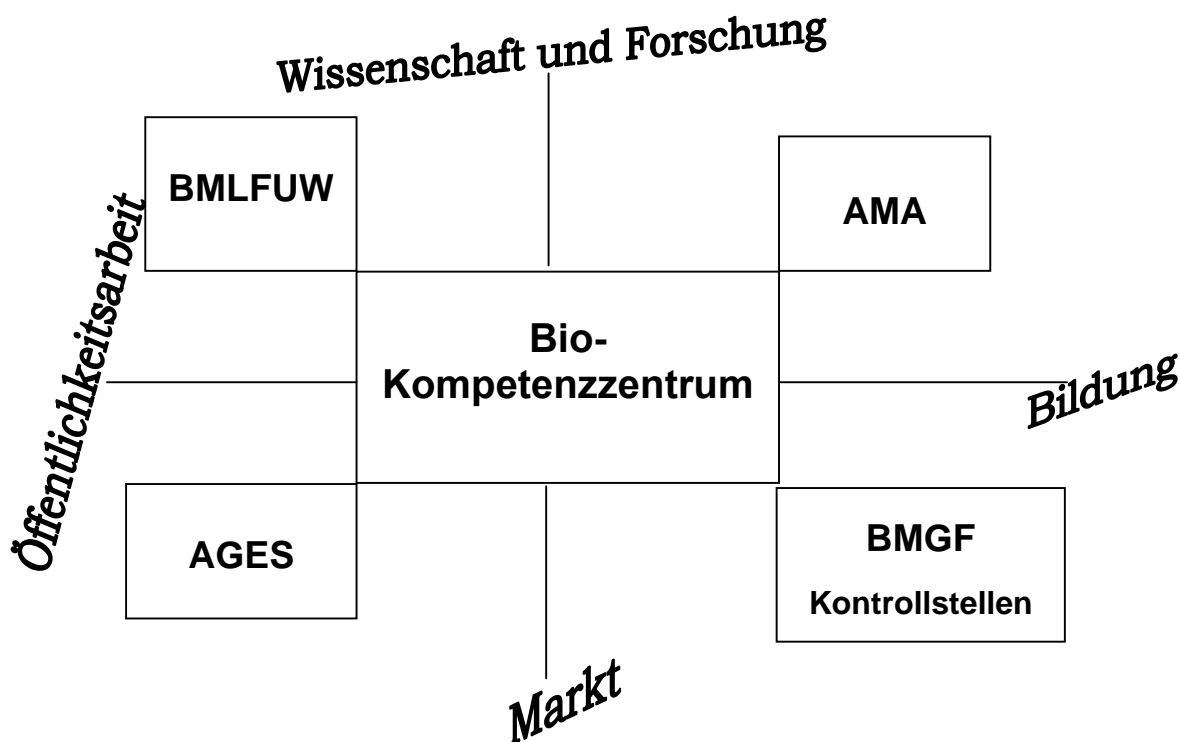 Wissenschaft und Forschung
BMLFUW
AMA
Öffentlichkeitsarbeit
Bio-
Kompetenzzentrum
Bildung
AGES
BMGF
Kontrollstellen
Markt